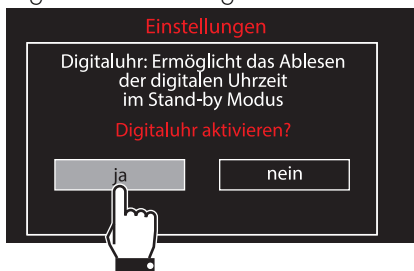 Einstellungen
Digitaluhr: Ermöglicht das Ablesen
der digitalen Uhrzeit
im Stand-by Modus
Digitaluhr aktivieren?
ja
nein